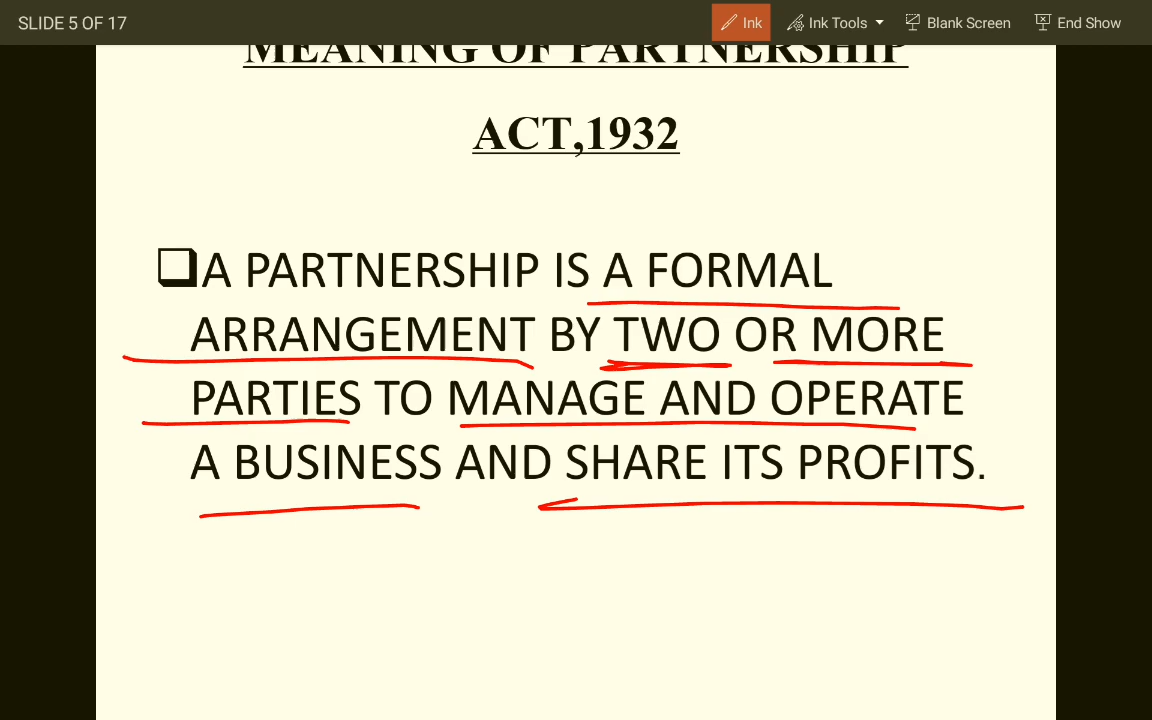 SLIDE 5 OF 17
Ink
Ink Tools
Blank Screen
End Show
MEANING OF PARTNERSHIP
ACT,1932
A PARTNERSHIP IS A FORMAL
ARRANGEMENT BY TWO OR MORE
PARTIES TO MANAGE AND OPERATE
A BUSINESS AND SHARE ITS PROFITS.